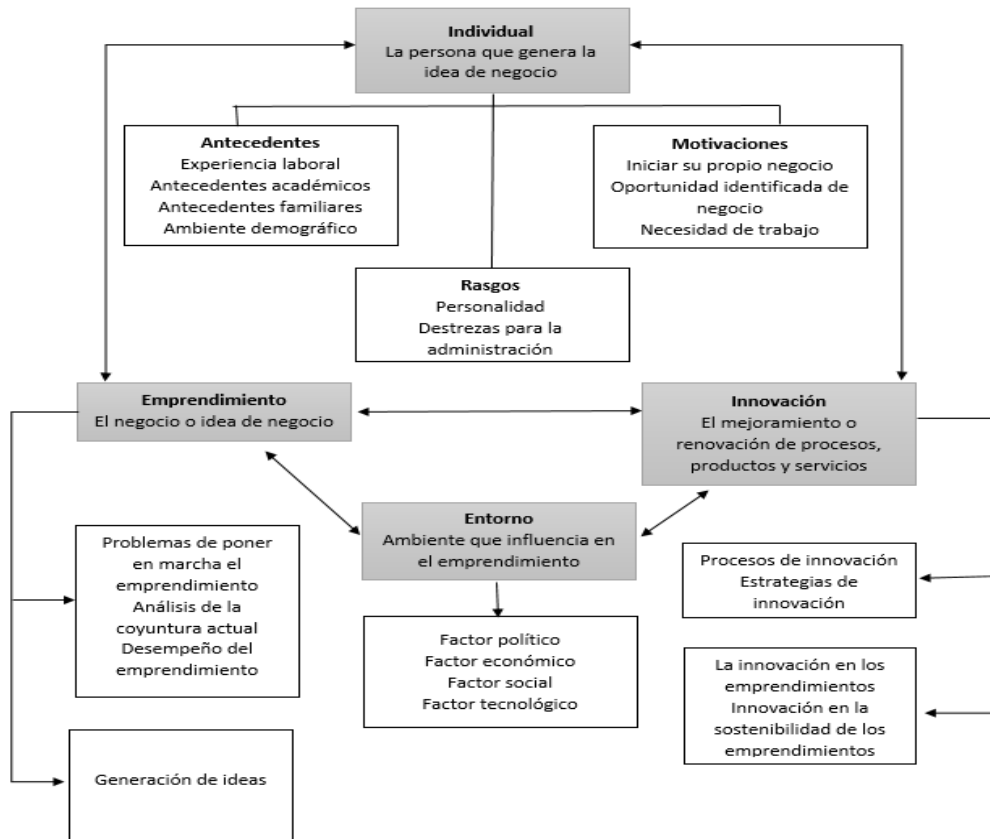 Individual
La persona que genera la
idea de negocio
Antecedentes
Experiencia laboral
Antecedentes académicos
Antecedentes familiares
Ambiente demográfico
Motivaciones
Iniciar su propio negocio
Oportunidad identificada de
negocio
Necesidad de trabajo
Rasgos
Personalidad
Destrezas para la
administración
Emprendimiento
El negocio o idea de negocio
Innovación
El mejoramiento o
renovación de procesos,
productos y servicios
Entorno
Ambiente que influencia en
el emprendimiento
Problemas de poner
en marcha el
emprendimiento
Análisis de la
coyuntura actual
Desempeño del
emprendimiento
Procesos de innovación
Estrategias de
innovación
Factor político
Factor económico
Factor social
Factor tecnológico
La innovación en los
emprendimientos
Innovación en la
sostenibilidad de los
emprendimientos
Generación de ideas